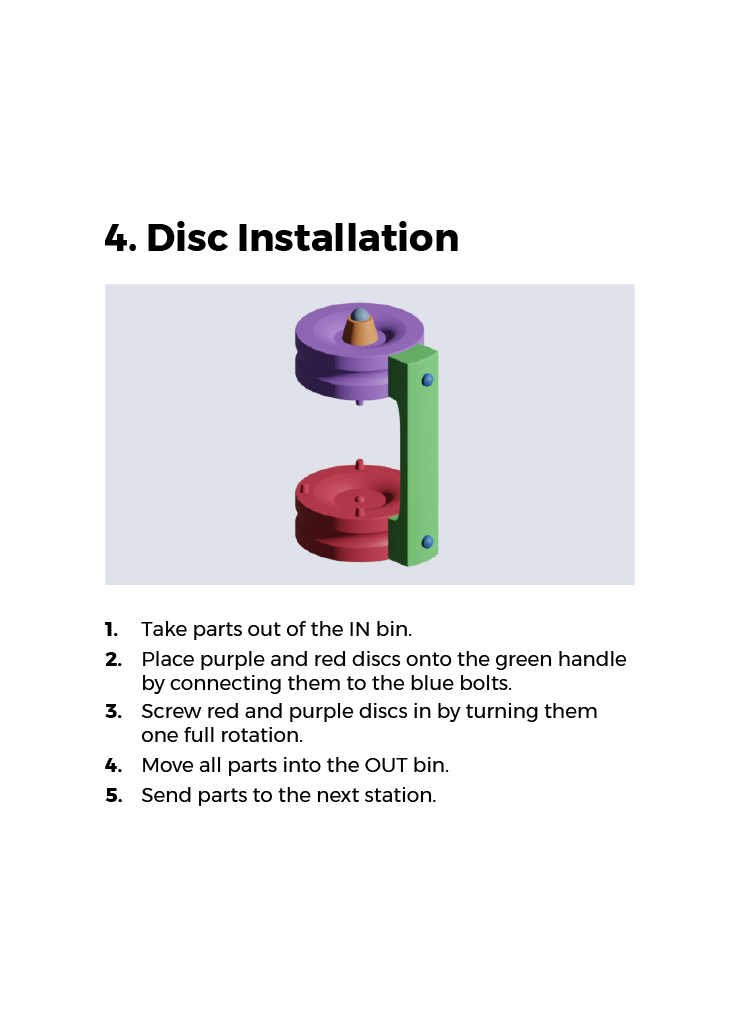 4. Disc Installation
1. Take parts out of the IN bin.
2. Place purple and red discs onto the green handle
by connecting them to the blue bolts.
3. Screw red and purple discs in by turning them
one full rotation.
4. Move all parts into the OUT bin.
5. Send parts to the next station.